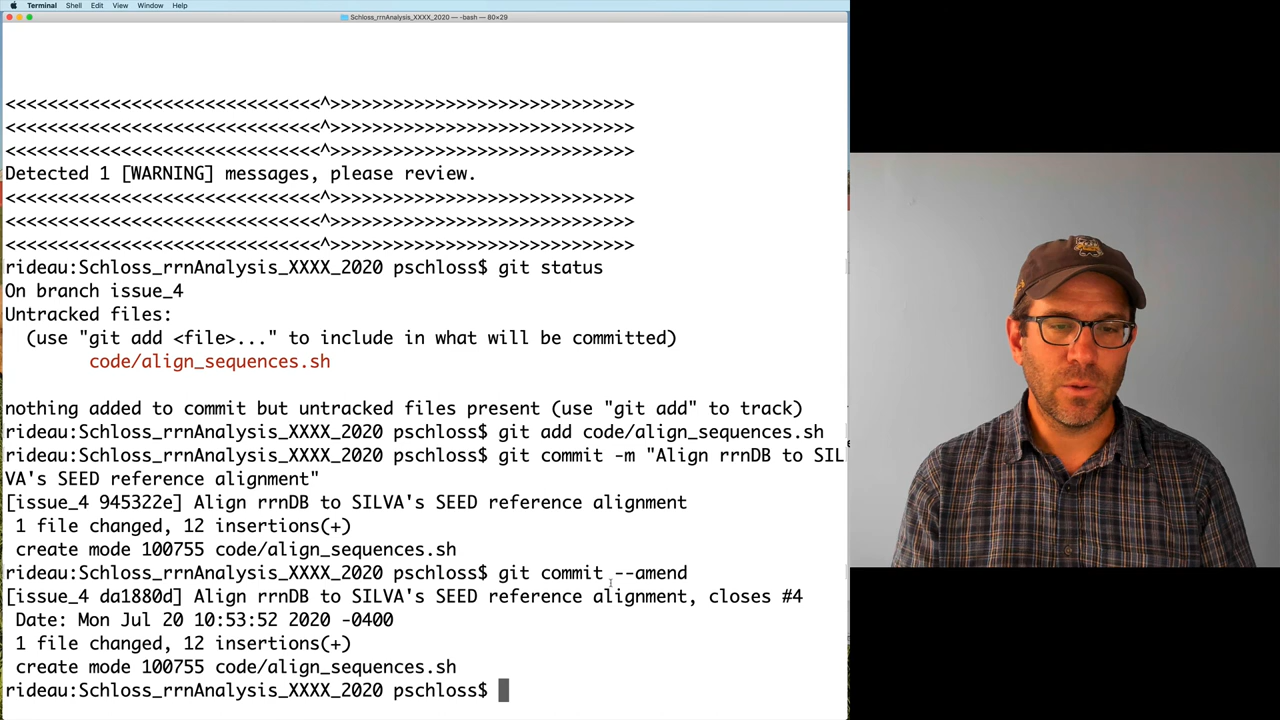 Terminal Shell Edit View Window Help
Schloss_rrnAnalysis_XXXX_2020 — -bash — 80×29
<<<<<<<<<<<<<<<<<<<<<<<<<<<<<<^>>>>>>>>>>>>>>>>>>>>>>>>>>>>>
<<<<<<<<<<<<<<<<<<<<<<<<<<<<<<^>>>>>>>>>>>>>>>>>>>>>>>>>>>>>
<<<<<<<<<<<<<<<<<<<<<<<<<<<<<<^>>>>>>>>>>>>>>>>>>>>>>>>>>>>>
Detected 1 [WARNING] messages, please review.
<<<<<<<<<<<<<<<<<<<<<<<<<<<<<<^>>>>>>>>>>>>>>>>>>>>>>>>>>>>>
<<<<<<<<<<<<<<<<<<<<<<<<<<<<<<^>>>>>>>>>>>>>>>>>>>>>>>>>>>>>
<<<<<<<<<<<<<<<<<<<<<<<<<<<<<<^>>>>>>>>>>>>>>>>>>>>>>>>>>>>>
rideau:Schloss_rrnAnalysis_XXXX_2020 pschloss$ git status
On branch issue_4
Untracked files:
  (use "git add <file>..." to include in what will be committed)
        code/align_sequences.sh
nothing added to commit but untracked files present (use "git add" to track)
rideau:Schloss_rrnAnalysis_XXXX_2020 pschloss$ git add code/align_sequences.sh
rideau:Schloss_rrnAnalysis_XXXX_2020 pschloss$ git commit -m "Align rrnDB to SIL
VA's SEED reference alignment"
[issue_4 945322e] Align rrnDB to SILVA's SEED reference alignment
 1 file changed, 12 insertions(+)
 create mode 100755 code/align_sequences.sh
rideau:Schloss_rrnAnalysis_XXXX_2020 pschloss$ git commit --amend
[issue_4 da1880d] Align rrnDB to SILVA's SEED reference alignment, closes #4
 Date: Mon Jul 20 10:53:52 2020 -0400
 1 file changed, 12 insertions(+)
 create mode 100755 code/align_sequences.sh
rideau:Schloss_rrnAnalysis_XXXX_2020 pschloss$